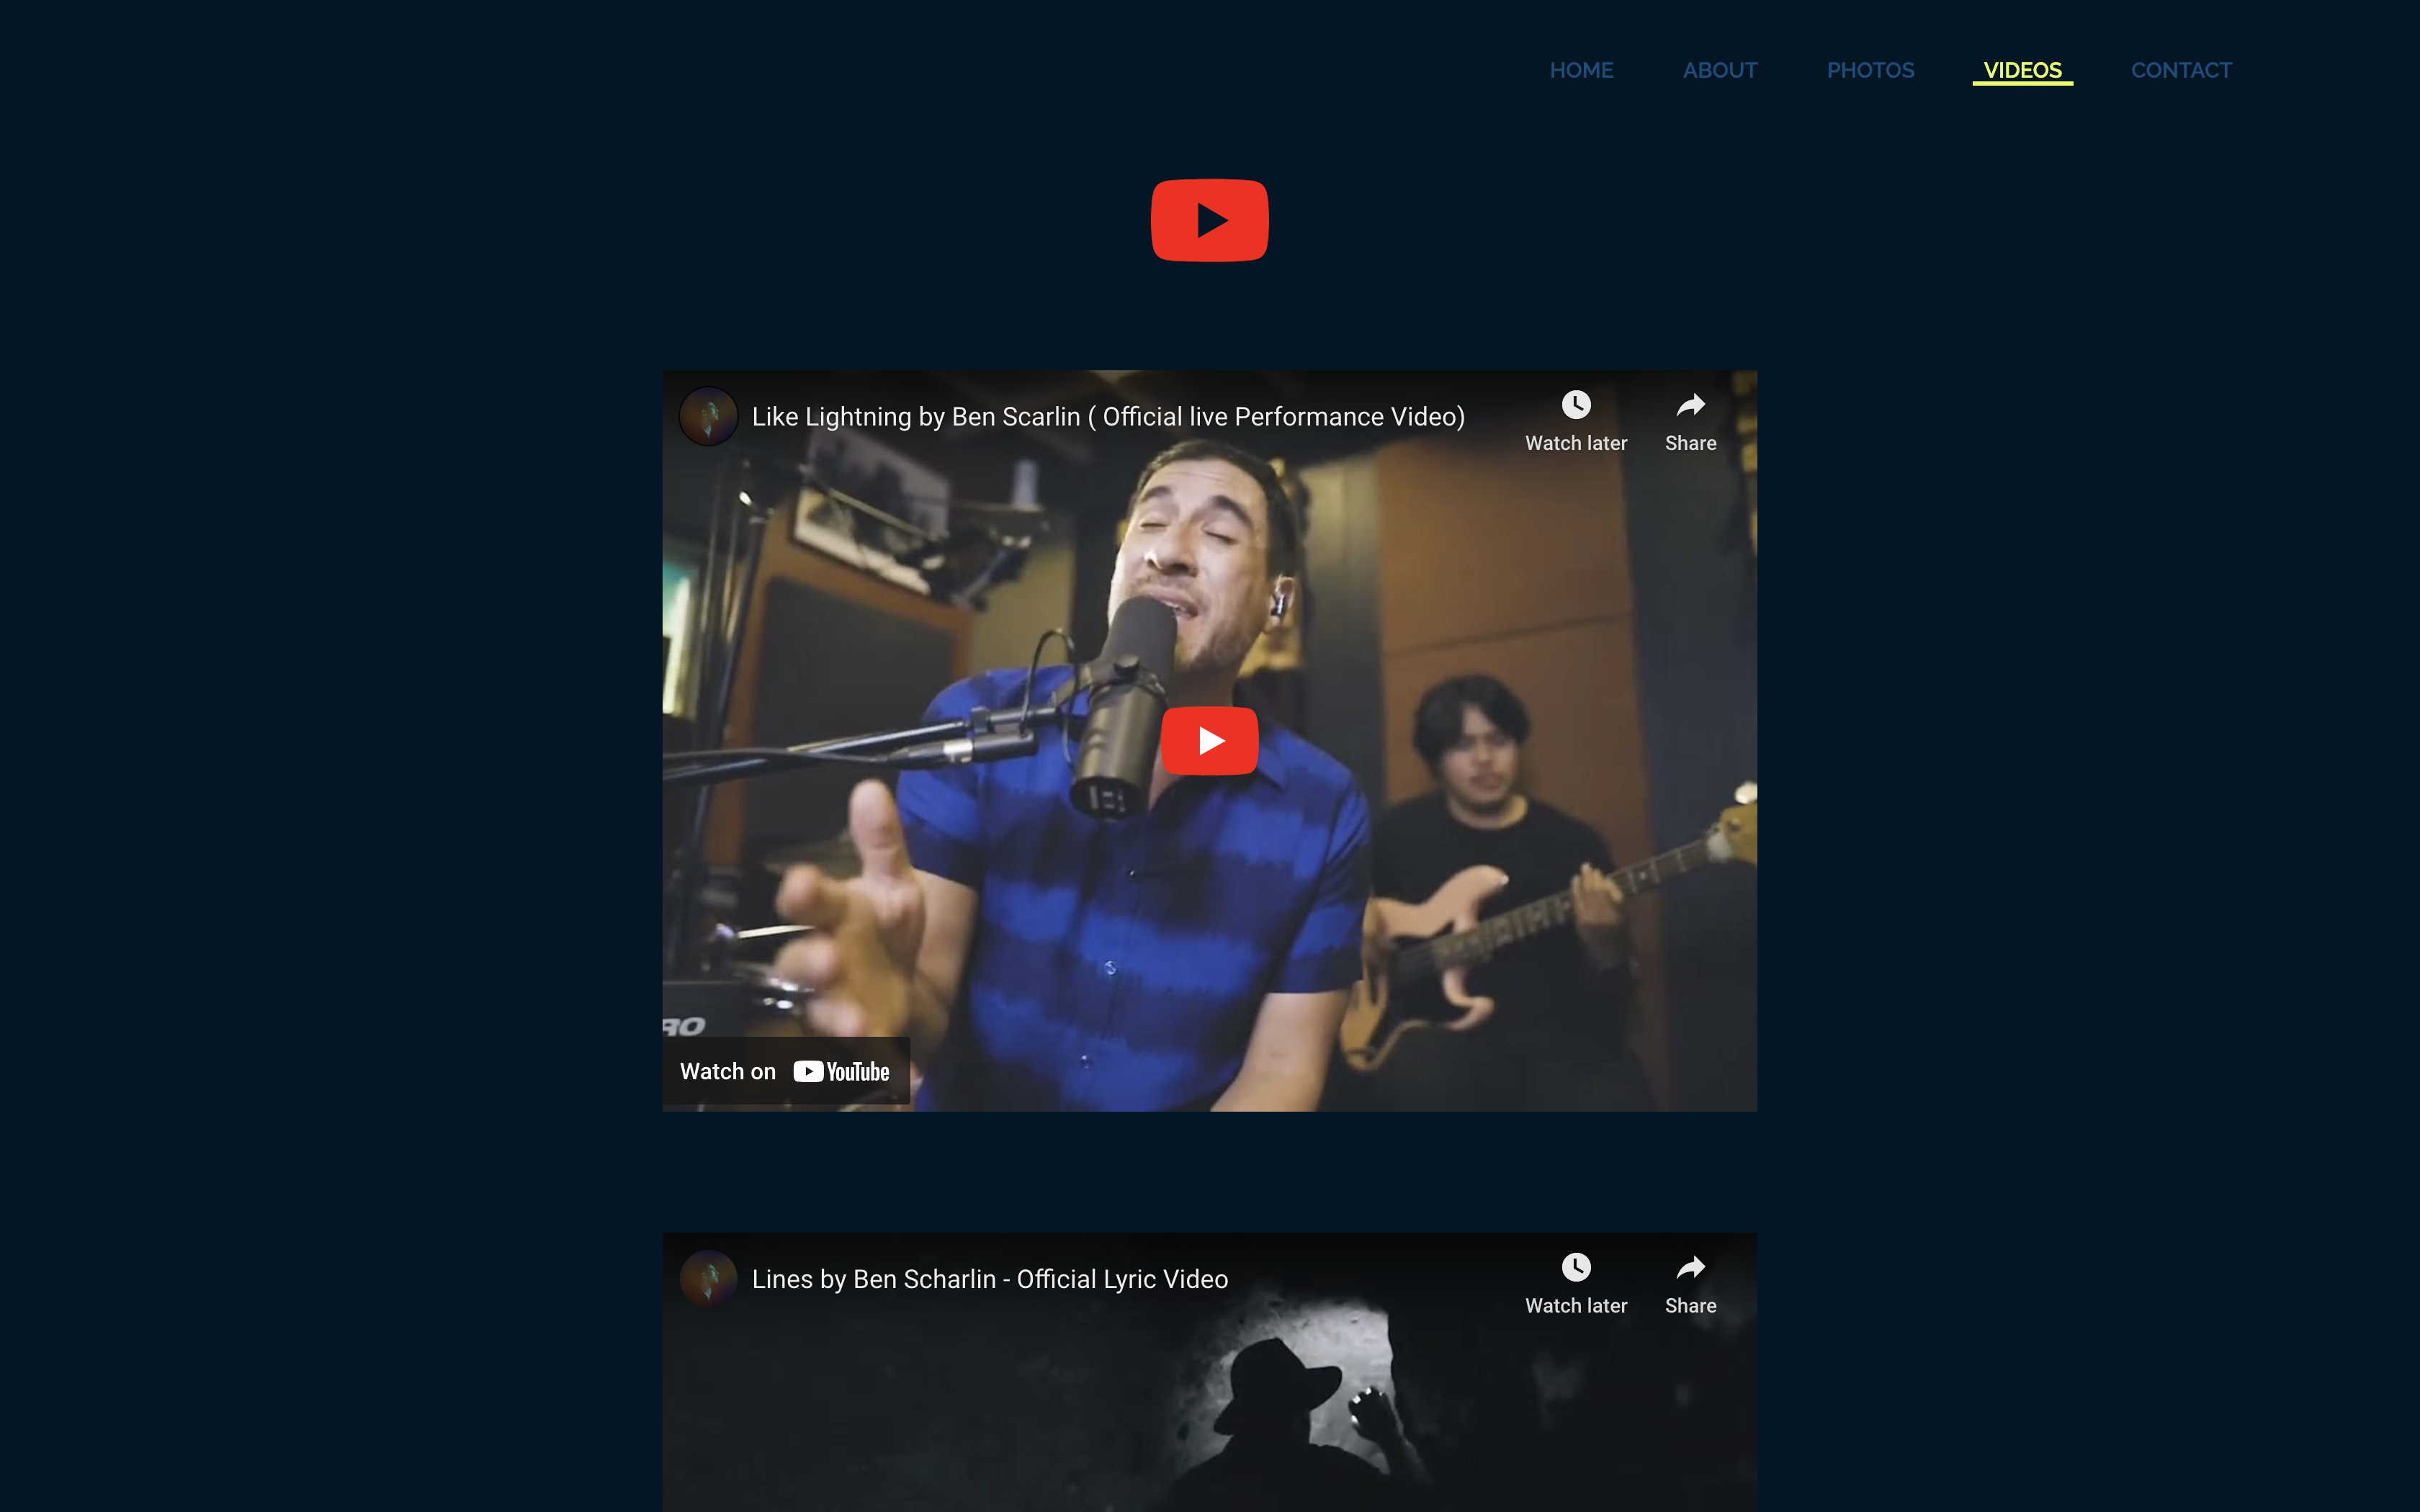 HOME ABOUT PHOTOS VIDEOS CONTACT
Like Lightning by Ben Scarlin ( Official live Performance Video)
Watch later Share
RO
Watch on YouTube
Lines by Ben Scharlin - Official Lyric Video
Watch later Share